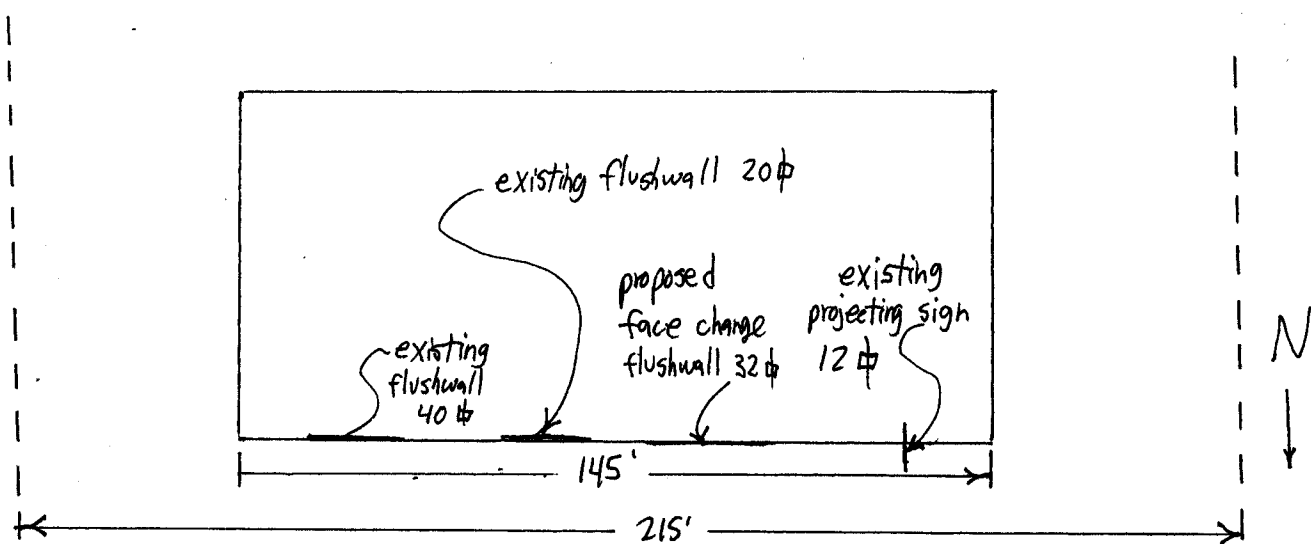 existing flushwall 20⏍
proposed
face change
flushwall 32⏍
existing
projecting sign
12⏍
existing
flushwall
40⏍
N
145'
215'